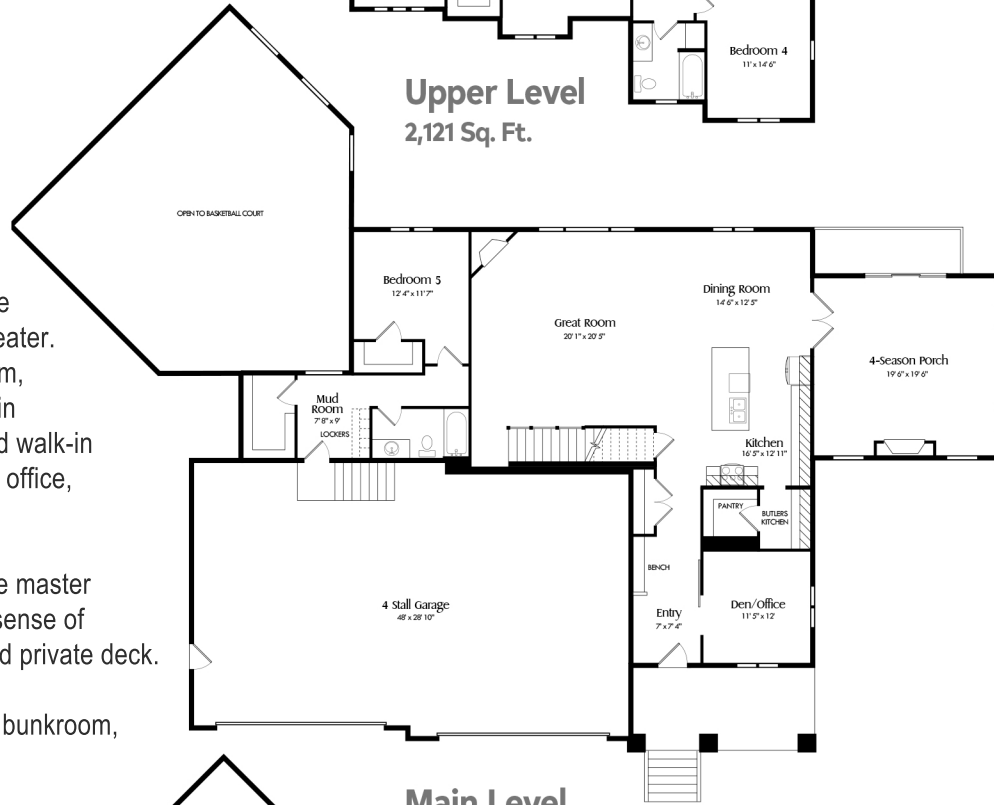 Bedroom 4
11' x 14' 6"
Upper Level
2,121 Sq. Ft.
OPEN TO BASKETBALL COURT
Bedroom 5
12' 4" x 11' 7"
Dining Room
14' 6" x 12' 5"
Great Room
20' 1" x 20' 5"
4-Season Porch
19' 6" x 19' 6"
e
eater.
m,
in
d walk-in
office,
Mud
Room
7' 8" x 9'
LOCKERS
Kitchen
16' 5" x 12' 11"
PANTRY
BUTLERS
KITCHEN
BENCH
e master
sense of
d private deck.
bunkroom,
4 Stall Garage
48' x 28' 10"
Entry
7' x 7' 4"
Den/Office
11' 5" x 12'
Main Level